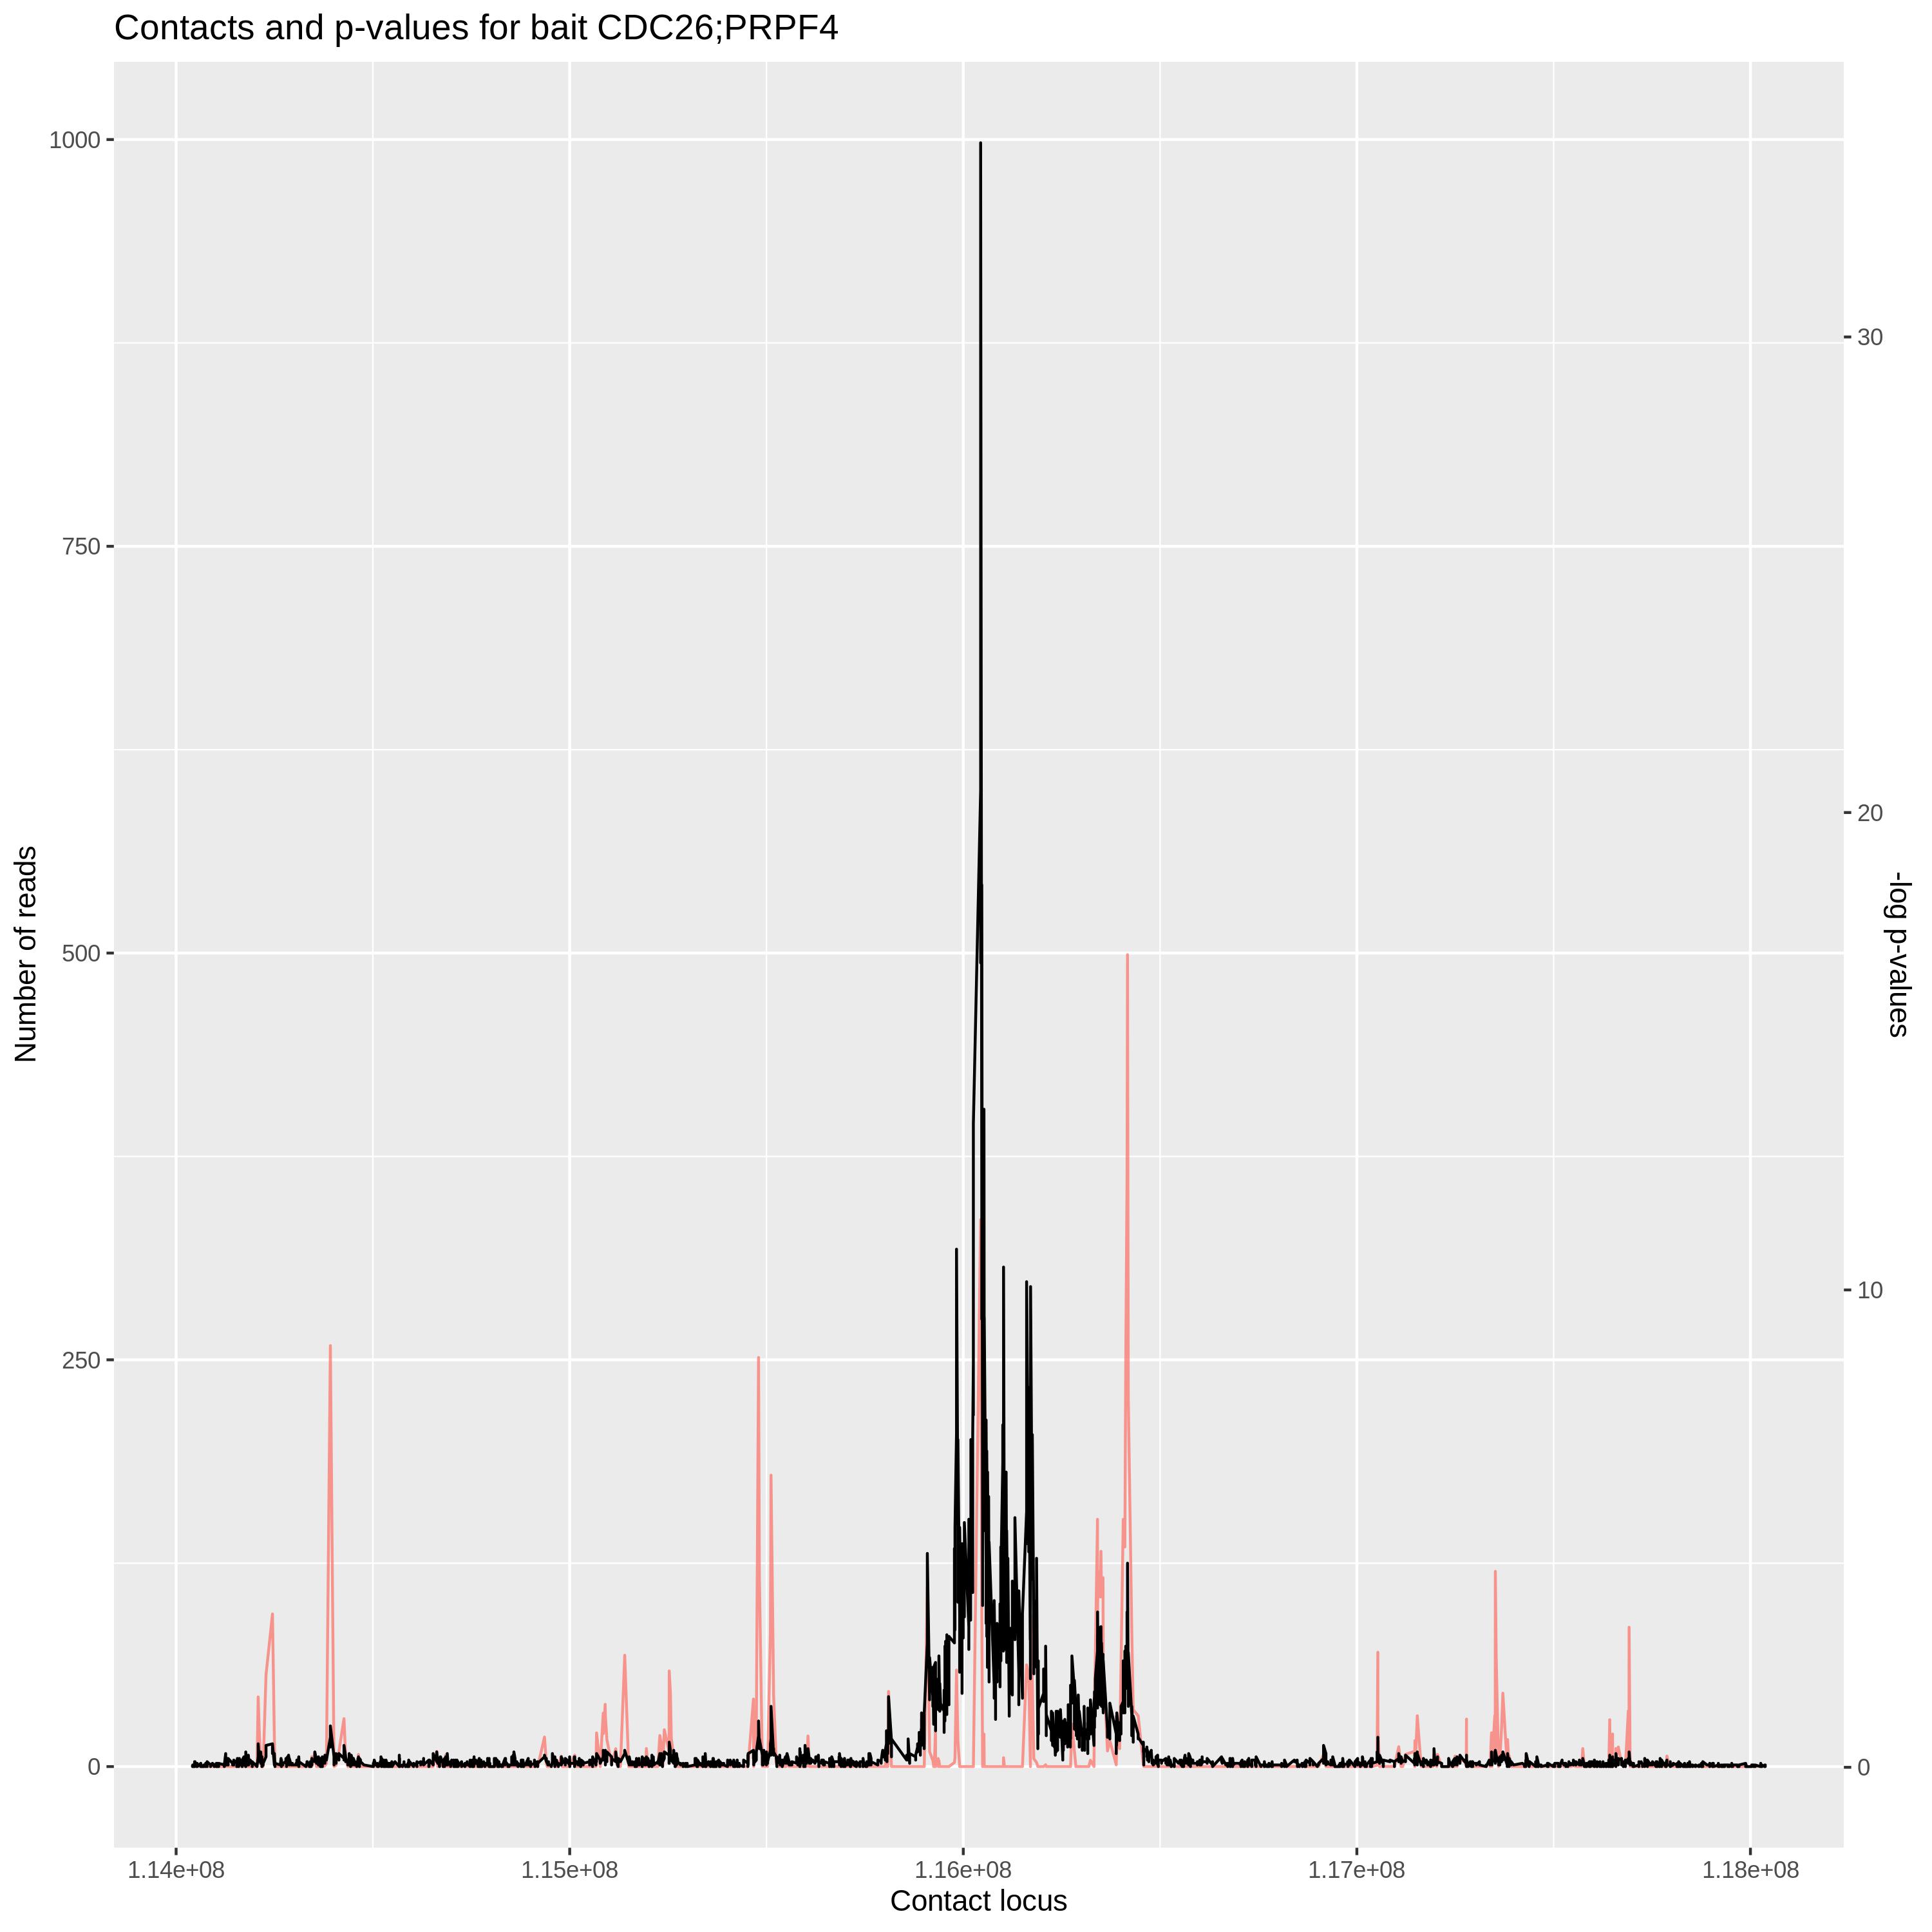 Contacts and p-values for bait CDC26;PRPF4
Number of reads
1000
750
500
250
0
30
20
10
0
-log p-values
1.14e+08
1.15e+08
1.16e+08
1.17e+08
1.18e+08
Contact locus